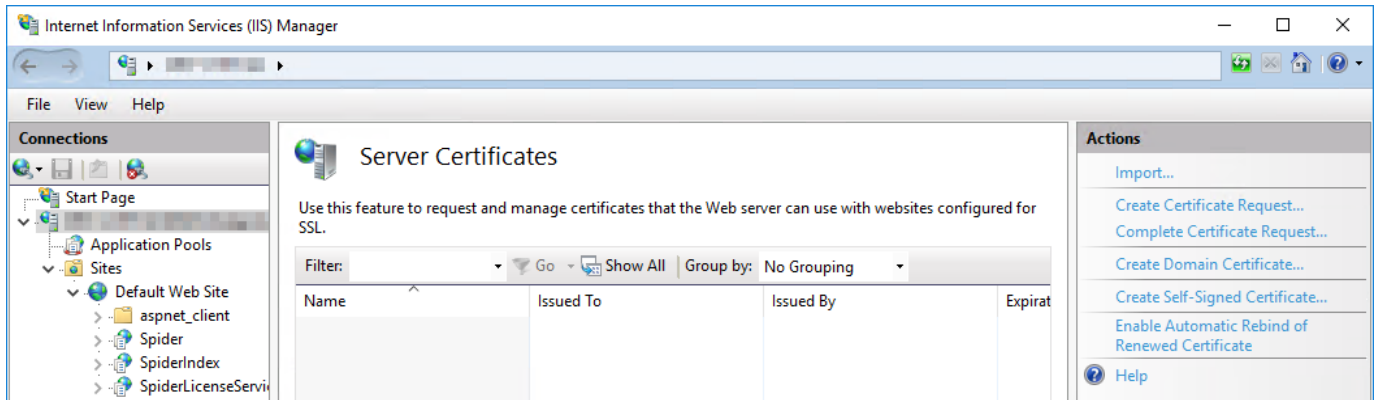 Internet Information Services (IIS) Manager
File View Help
Connections
Start Page
Application Pools
Sites
Default Web Site
aspnet_client
Spider
SpiderIndex
SpiderLicenseServi
Server Certificates
Use this feature to request and manage certificates that the Web server can use with websites configured for
SSL.
Filter: Go Show All Group by: No Grouping
Name Issued To Issued By Expirat
Actions
Import...
Create Certificate Request...
Complete Certificate Request...
Create Domain Certificate...
Create Self-Signed Certificate...
Enable Automatic Rebind of
Renewed Certificate
Help